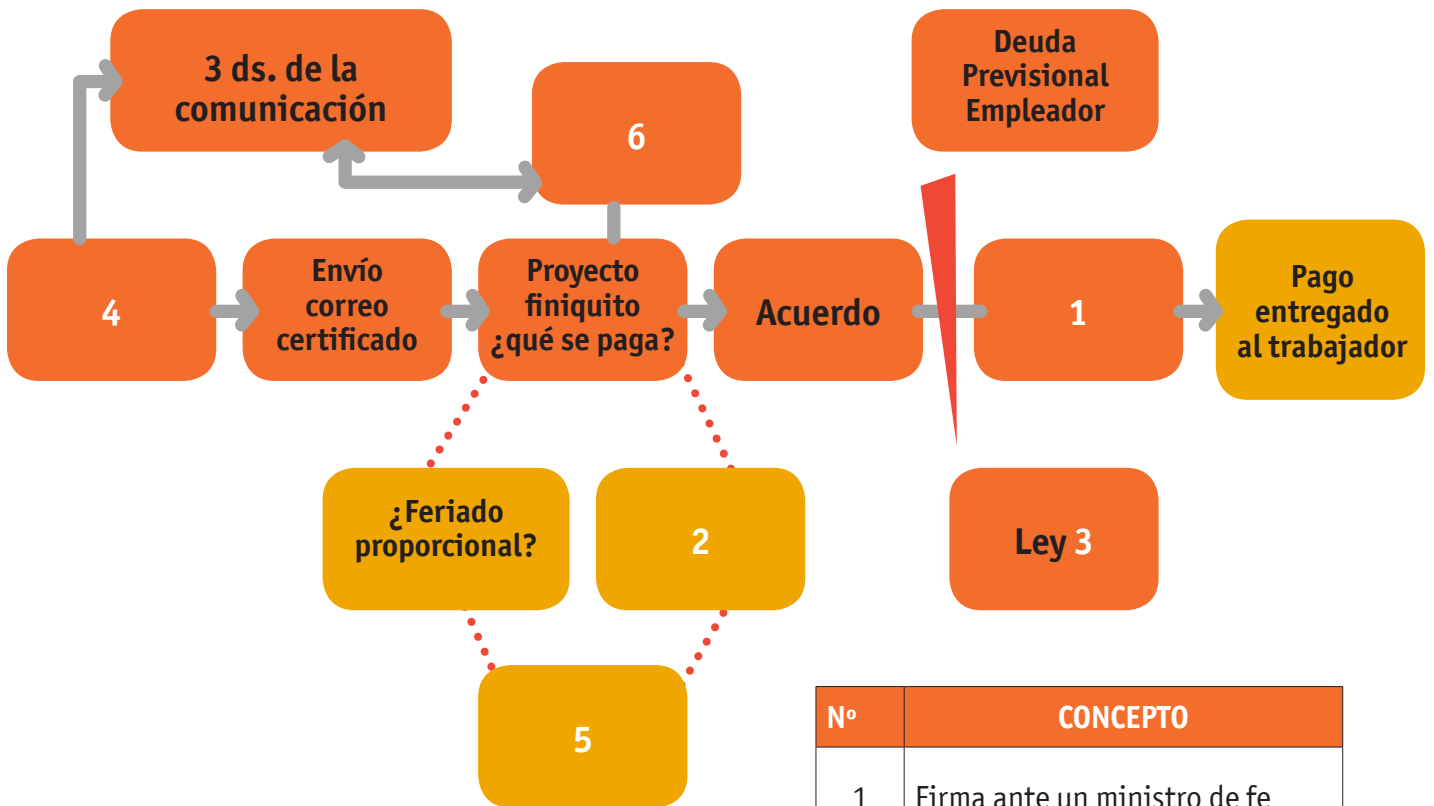 3 ds. de la
comunicación
Deuda
Previsional
Empleador
6
4
Envío
correo
certificado
Proyecto
finiquito
¿qué se paga?
Acuerdo
1
Pago
entregado
al trabajador
¿Feriado
proporcional?
2
Ley 3
5
Nº CONCEPTO
1 Firma ante un ministro de fe